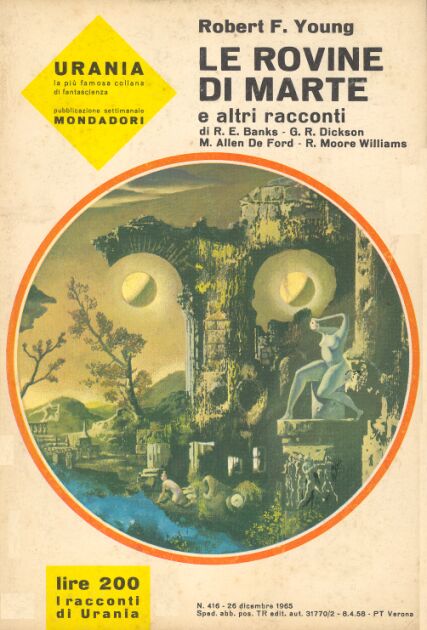 URANIA
la più famosa collana
di fantascienza
pubblicazione settimanale
MONDADORI
Robert F. Young
LE ROVINE
DI MARTE
e altri racconti
di R. E. Banks - G. R. Dickson
M. Allen De Ford - R. Moore Williams
lire 200
I racconti
di Urania
N. 416 - 26 dicembre 1965
Sped. abb. pos. TR edit. aut. 31770/2 - 8.4.58 - PT Verona